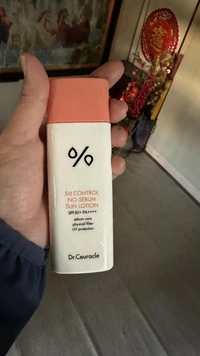 %
5α CONTROL
NO SEBUM
SUN LOTION
SPF50+ PA++++
sebum care
physical filter
UV protection
Dr.Ceuracle